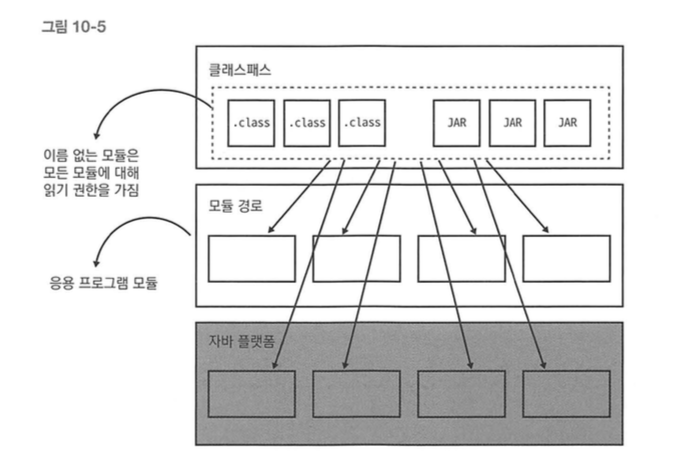 그림 10-5
클래스패스
.class
.class
.class
JAR
JAR
JAR
이름 없는 모듈은
모든 모듈에 대해
읽기 권한을 가짐
모듈 경로
응용 프로그램 모듈
자바 플랫폼